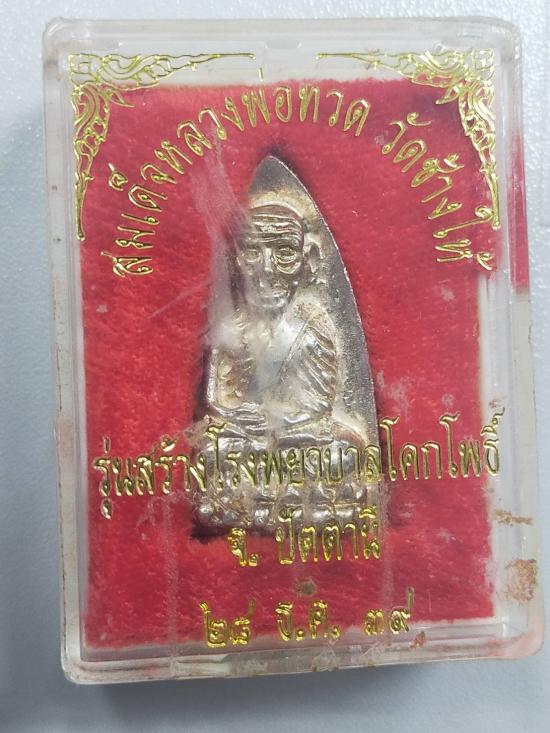 สมเด็จหลวงพ่อทวด วัดช้างให้
รุ่นสร้างโรงพยาบาลโคกโพธิ์
จ. ปัตตานี
๒๘ ธ.ค. ๓๙